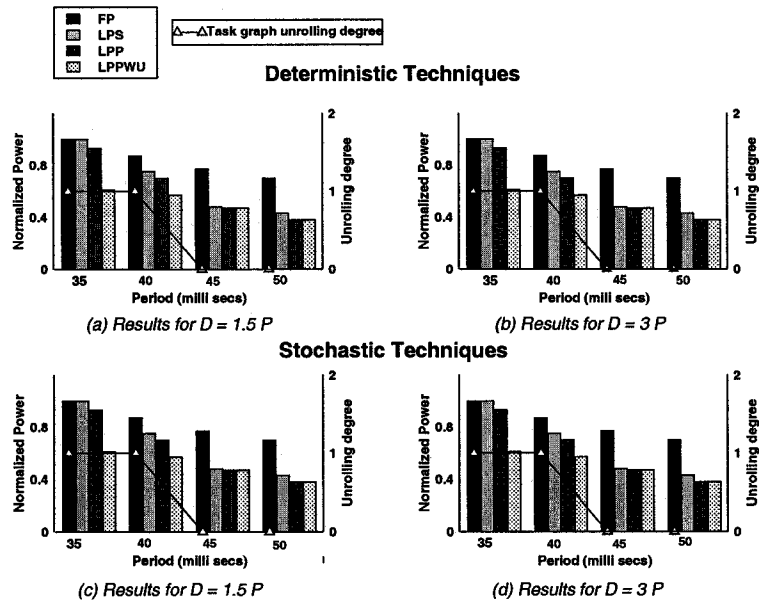 FP
LPS
LPP
LPPWU
Task graph unrolling degree
Deterministic Techniques
Normalized Power
0.8
0.4
0
2
1
0
Unrolling degree
35 40 45 50
Period (milli secs)
(a) Results for D = 1.5 P
Normalized Power
0.8
0.4
0
2
1
0
Unrolling degree
35 40 45 50
Period (milli secs)
(b) Results for D = 3 P
Stochastic Techniques
Normalized Power
0.8
0.4
0
2
1
0
Unrolling degree
35 40 45 50
Period (milli secs)
(c) Results for D = 1.5 P
Normalized Power
0.8
0.4
0
2
1
0
Unrolling degree
35 40 45 50
Period (milli secs)
(d) Results for D = 3 P